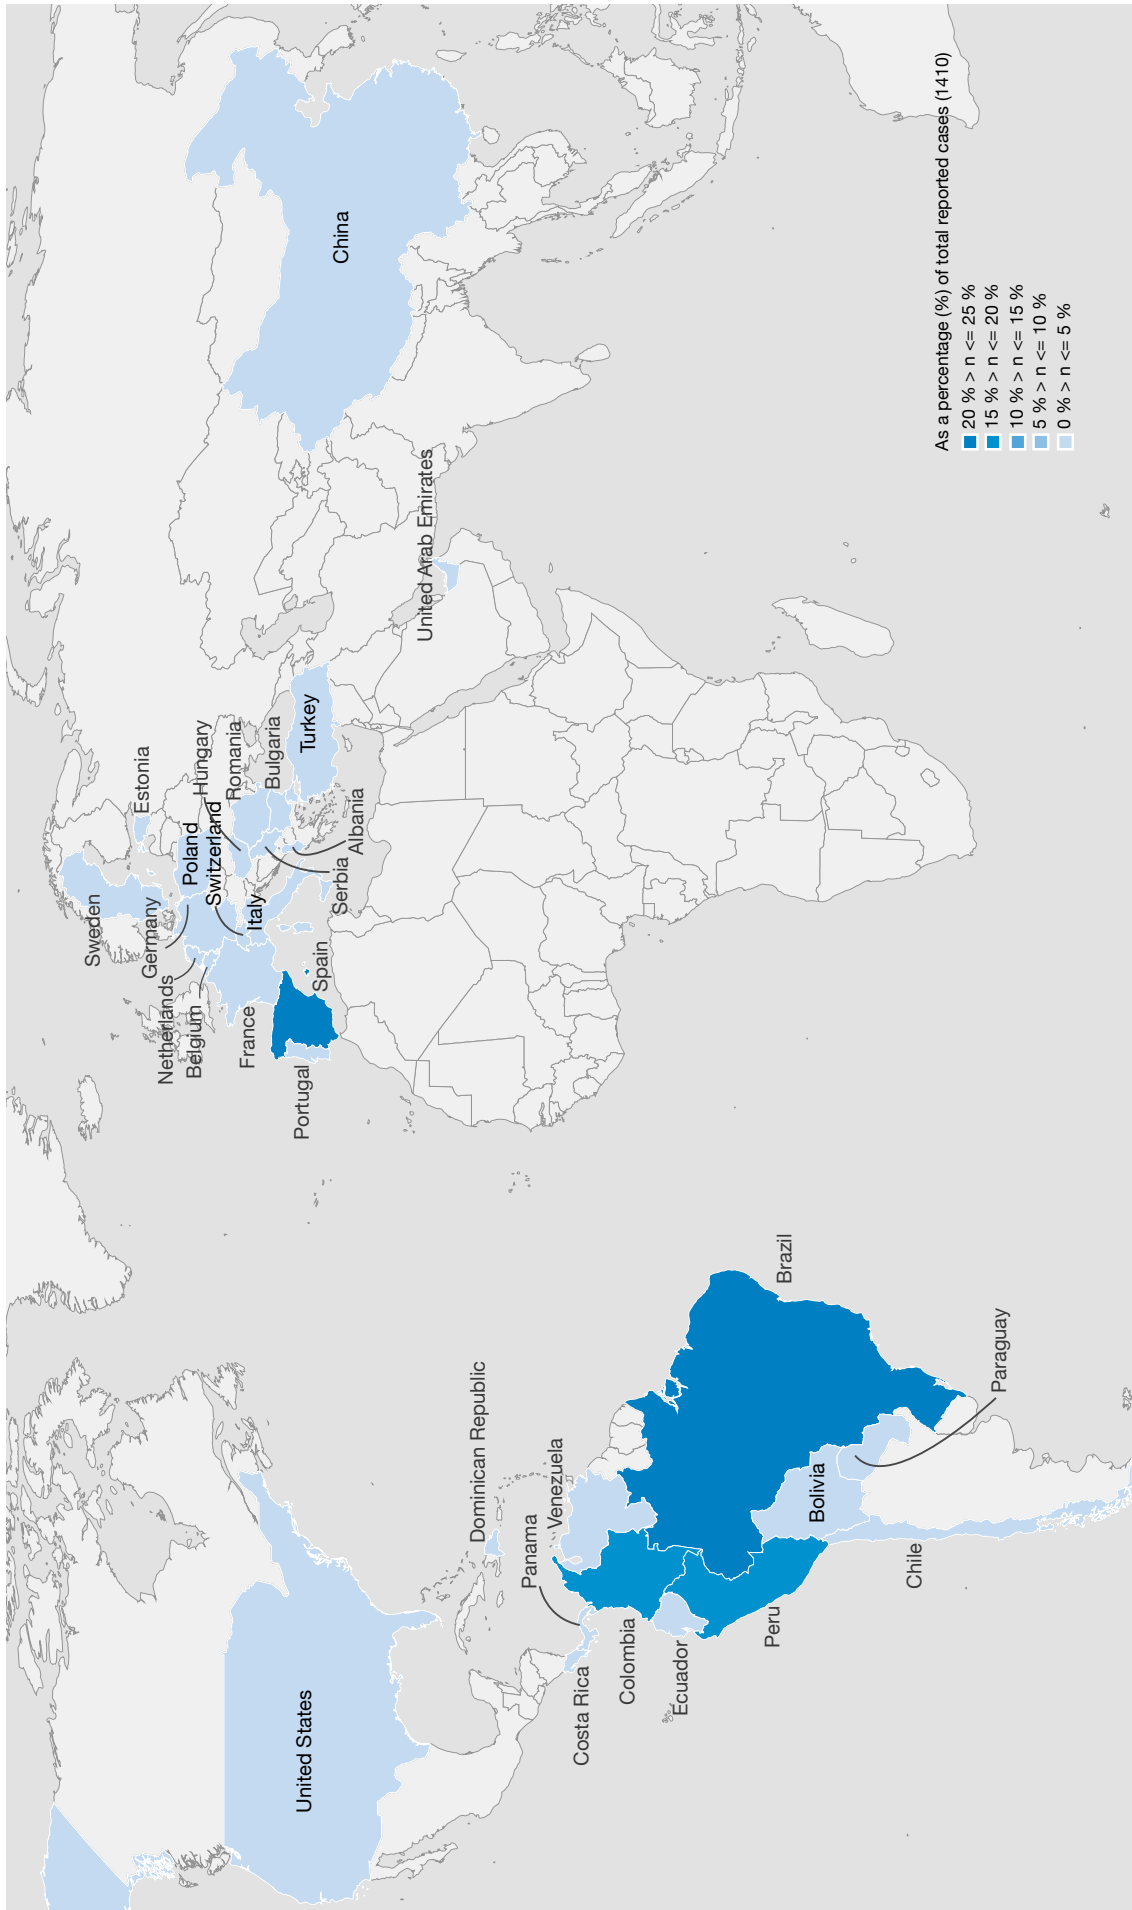 United States
Dominican Republic
Panama
Venezuela
Costa Rica
Colombia
Ecuador
Peru
Brazil
Bolivia
Paraguay
Chile
Sweden
Estonia
Germany
Poland
Netherlands
Switzerland
Hungary
Belgium
Romania
France
Italy
Bulgaria
Portugal
Spain
Serbia
Albania
Turkey
United Arab Emirates
China
As a percentage (%) of total reported cases (1410)
20 % > n <= 25 %
15 % > n <= 20 %
10 % > n <= 15 %
5 % > n <= 10 %
0 % > n <= 5 %